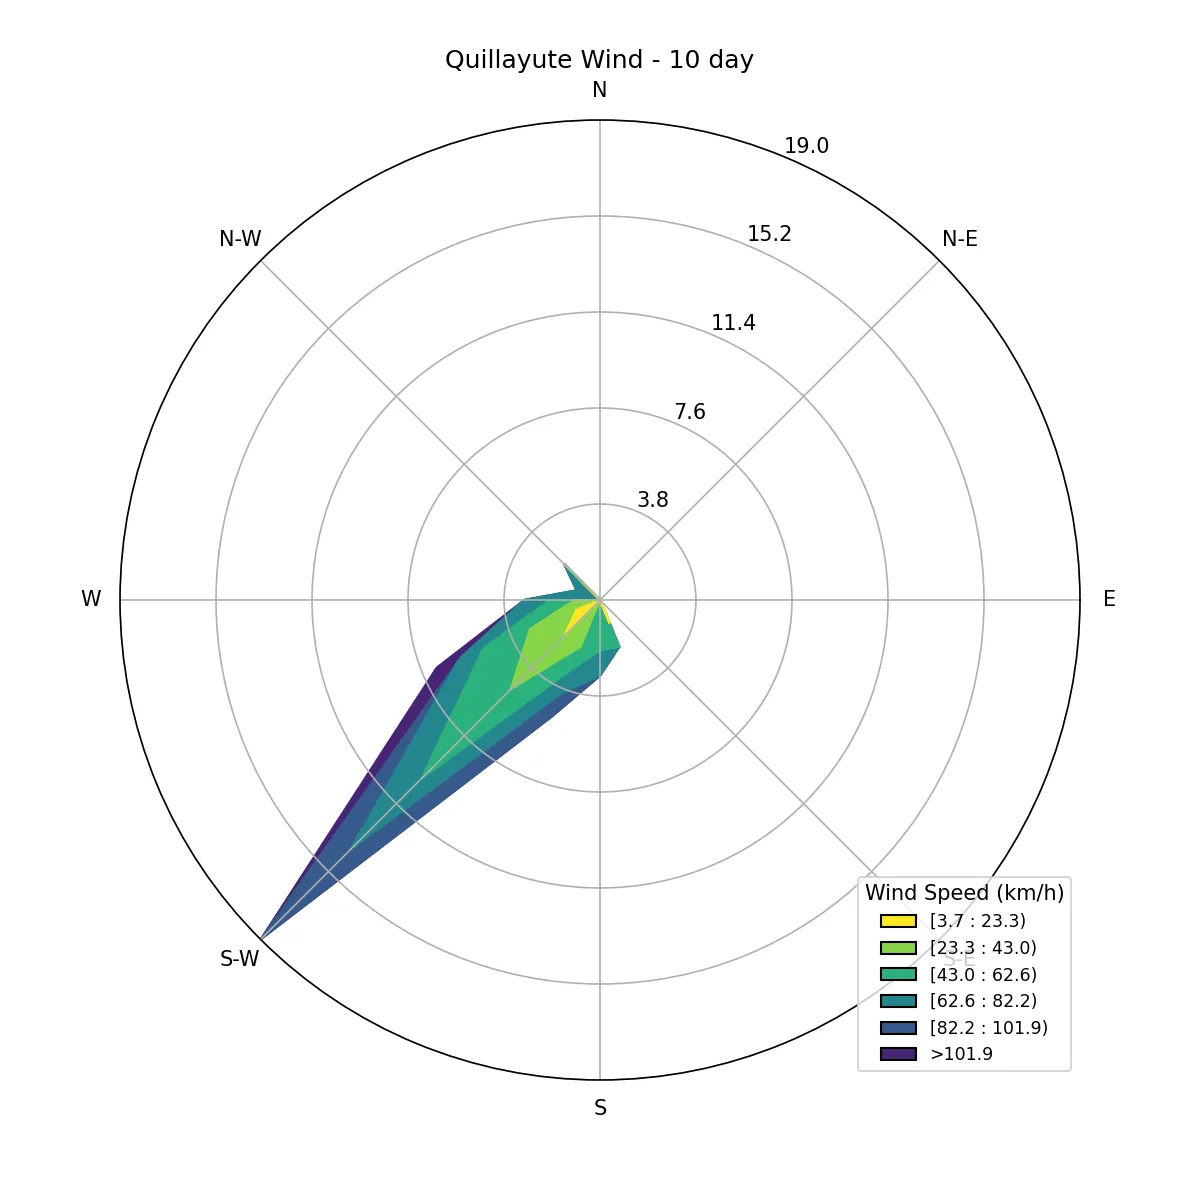 Quillayute Wind - 10 day
N
19.0
15.2
N-W
N-E
11.4
7.6
3.8
W
E
S-W
S-E
S
Wind Speed (km/h)
[3.7 : 23.3)
[23.3 : 43.0)
[43.0 : 62.6)
[62.6 : 82.2)
[82.2 : 101.9)
>101.9